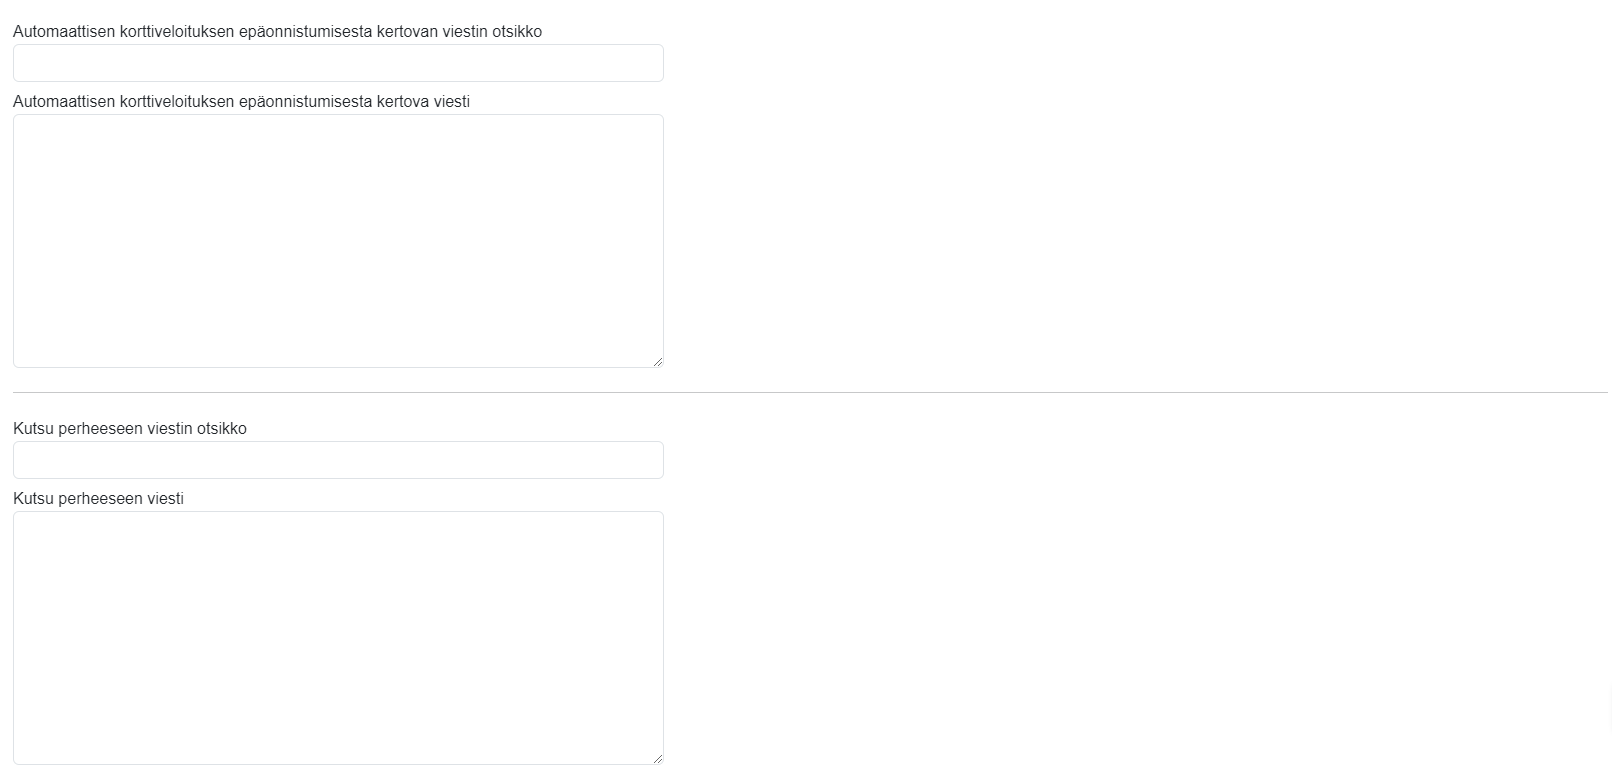 Automaattisen korttiveloituksen epäonnistumisesta kertovan viestin otsikko
Automaattisen korttiveloituksen epäonnistumisesta kertova viesti
Kutsu perheeseen viestin otsikko
Kutsu perheeseen viesti